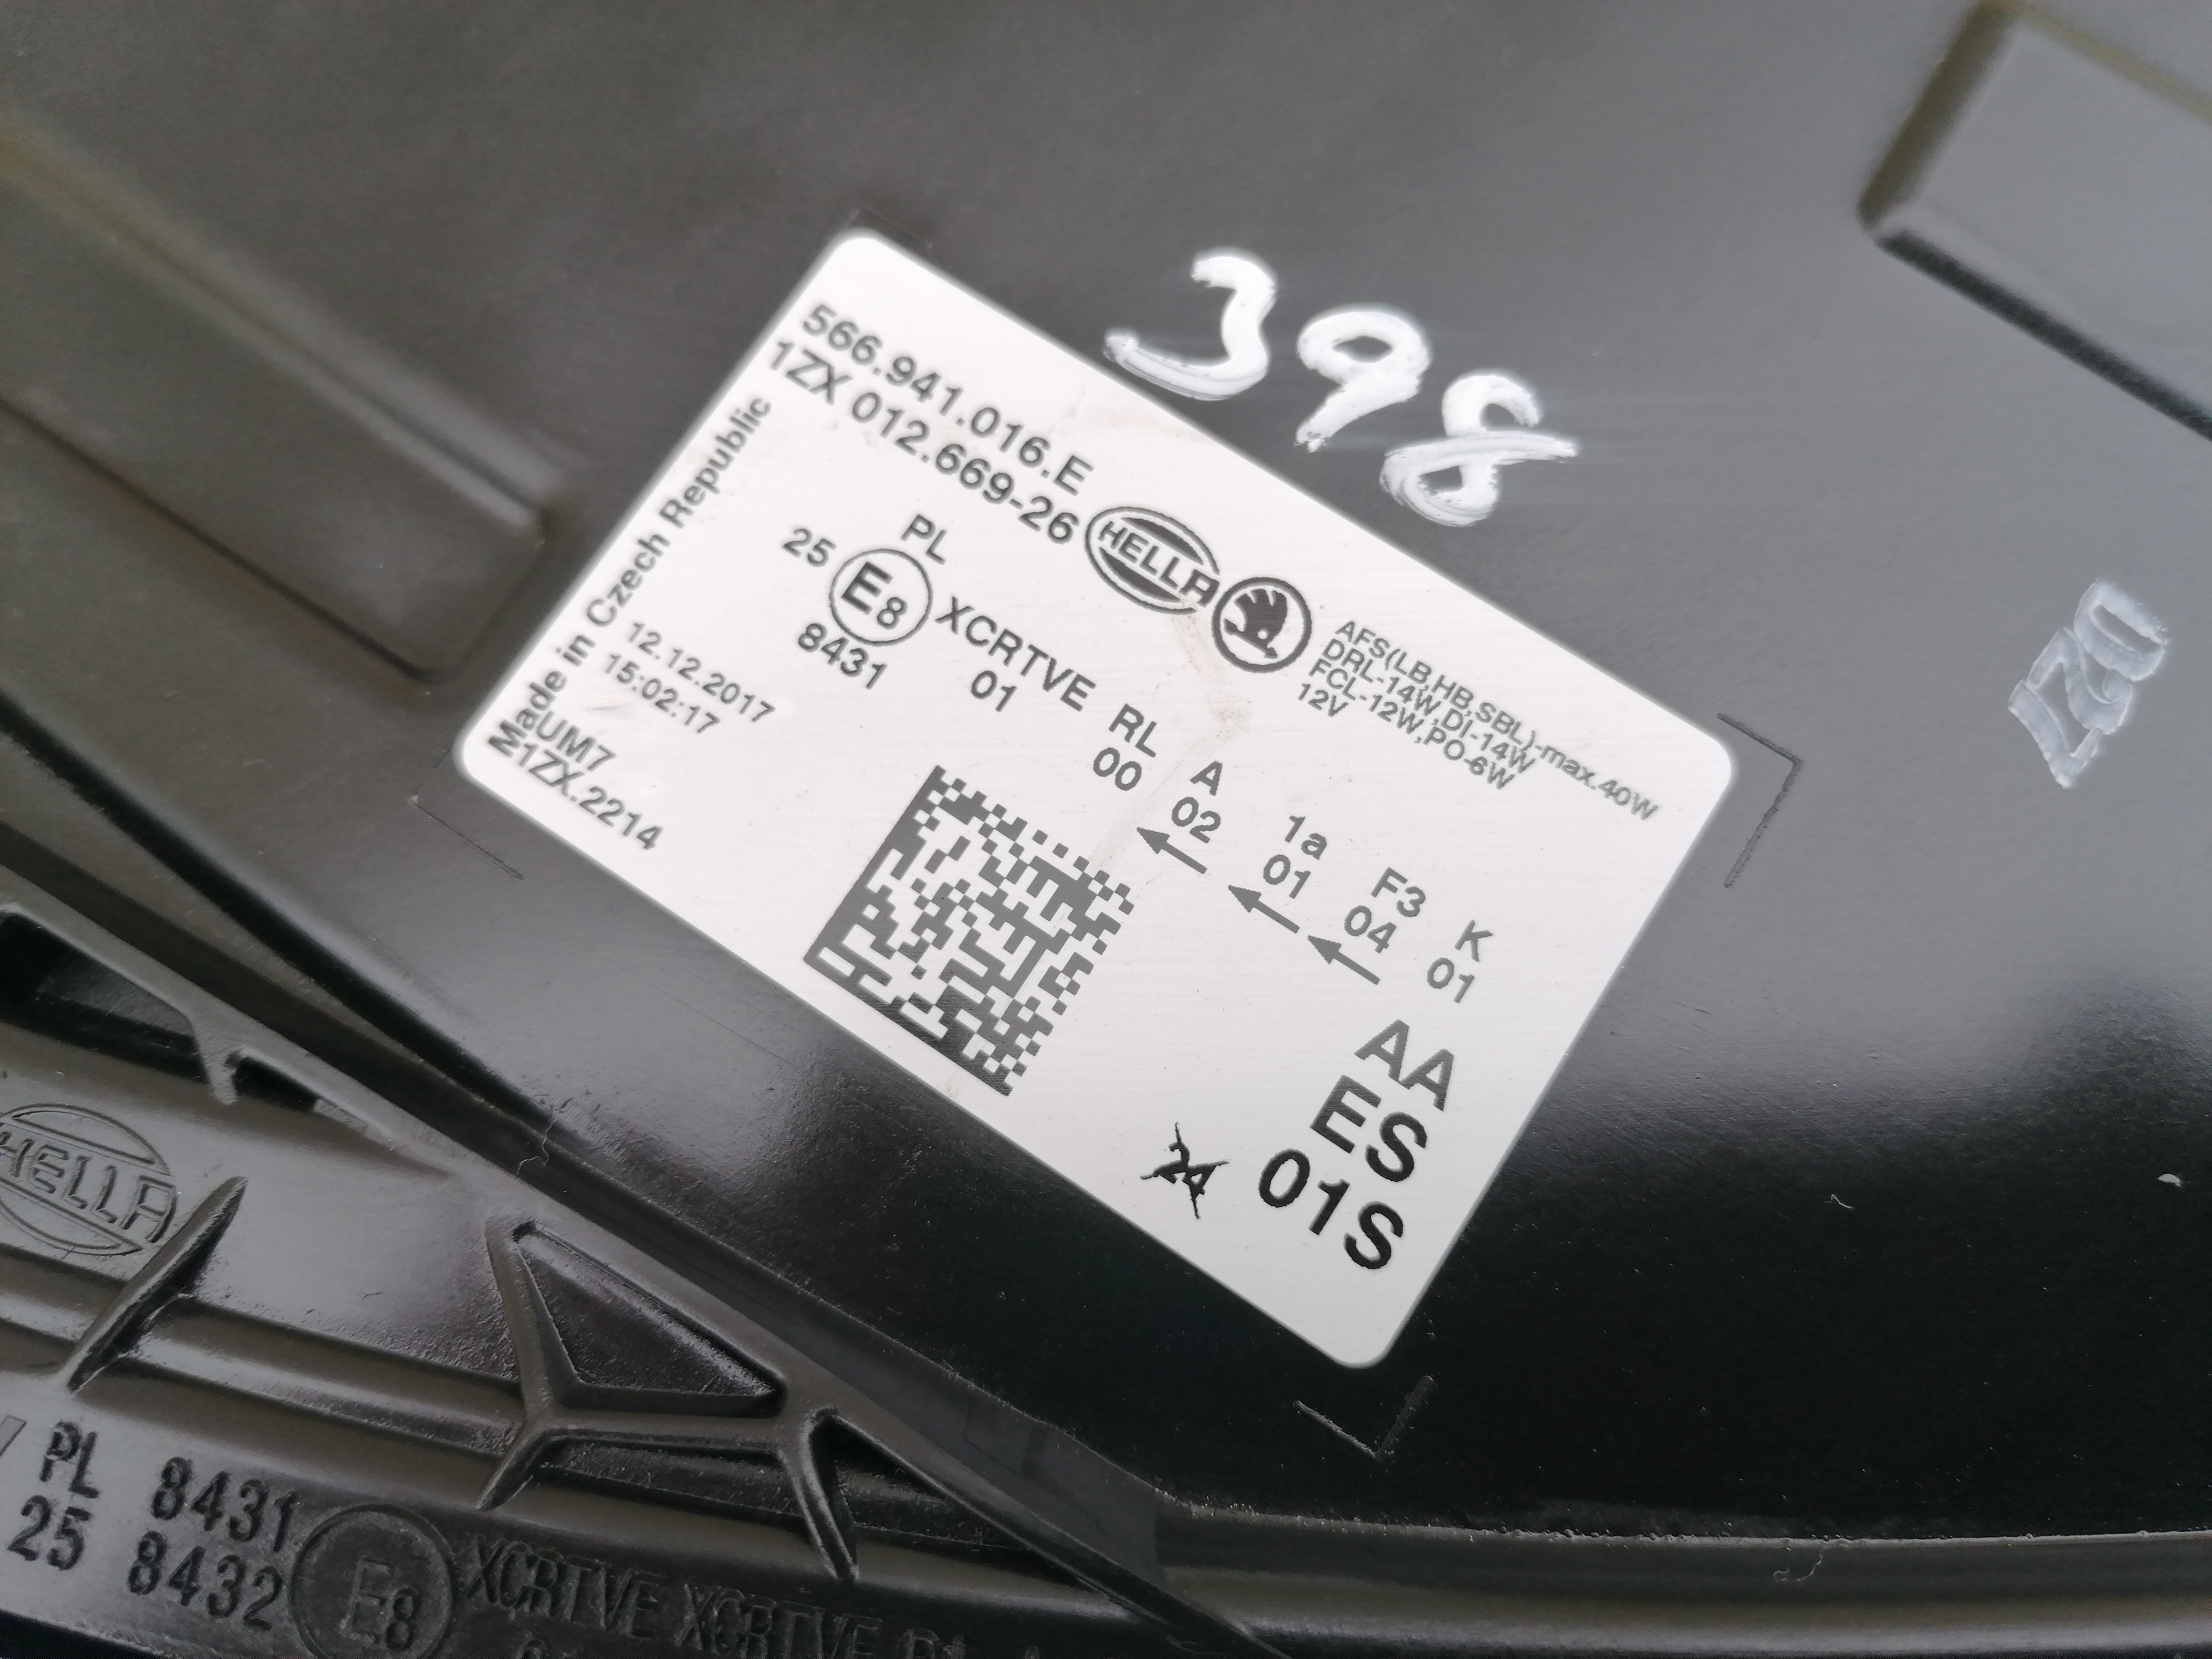 398
566.941.016.E
1ZX 012.669-26
HELLA
AFS(LB,HB,SBL)-max.40W
DRL-14W,DI-14W
FCL-12W,PO-6W
12V
Made in Czech Republic
PL
25 E8 XCRTVE RL A 1a F3 K
8431 01 00 02 01 04 01
12.12.2017
15:02:17
aUM7
M1ZX.2214
AA
ES
01S
24
HELLA
PL 8431
25 8432 E8 XCRTVE XCRTVE RL A